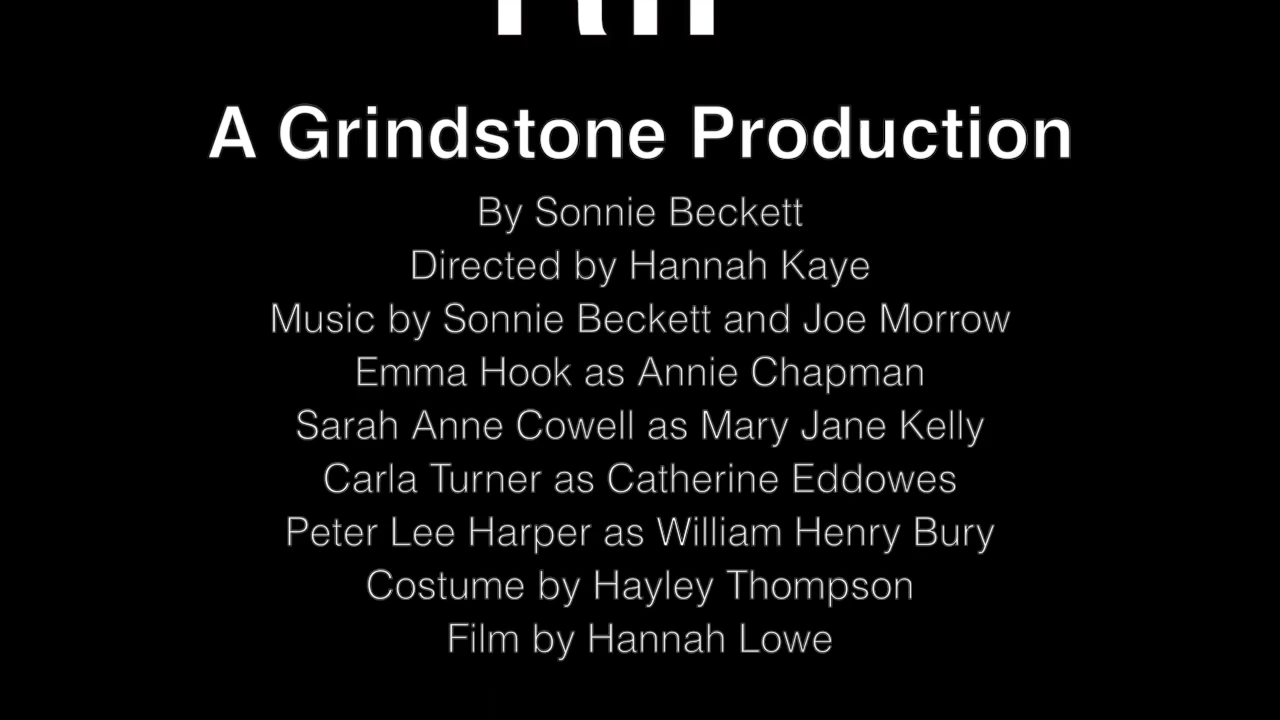 A Grindstone Production
By Sonnie Beckett
Directed by Hannah Kaye
Music by Sonnie Beckett and Joe Morrow
Emma Hook as Annie Chapman
Sarah Anne Cowell as Mary Jane Kelly
Carla Turner as Catherine Eddowes
Peter Lee Harper as William Henry Bury
Costume by Hayley Thompson
Film by Hannah Lowe